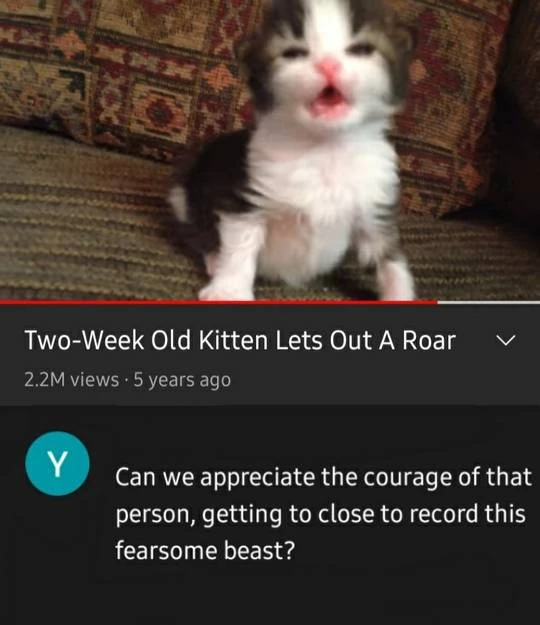 Two-Week Old Kitten Lets Out A Roar
2.2M views · 5 years ago
Y
Can we appreciate the courage of that
person, getting to close to record this
fearsome beast?